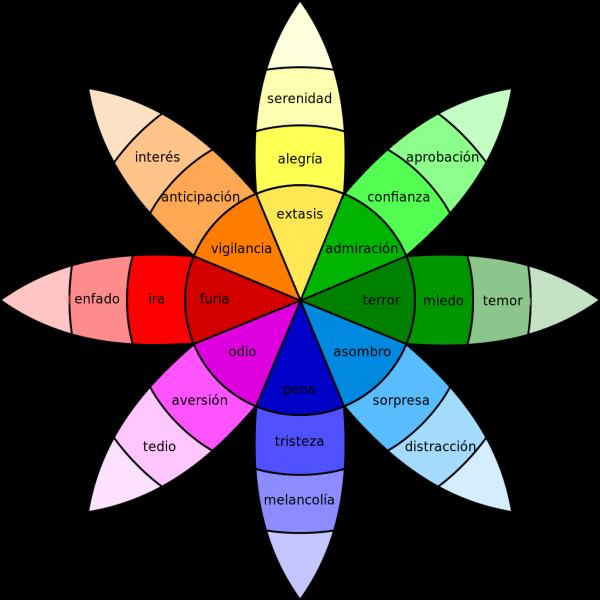 serenidad
alegría
extasis
interés
anticipación
vigilancia
aprobación
confianza
admiración
enfado
ira
furia
terror
miedo
temor
odio
aversión
tedio
pena
tristeza
melancolía
asombro
sorpresa
distracción